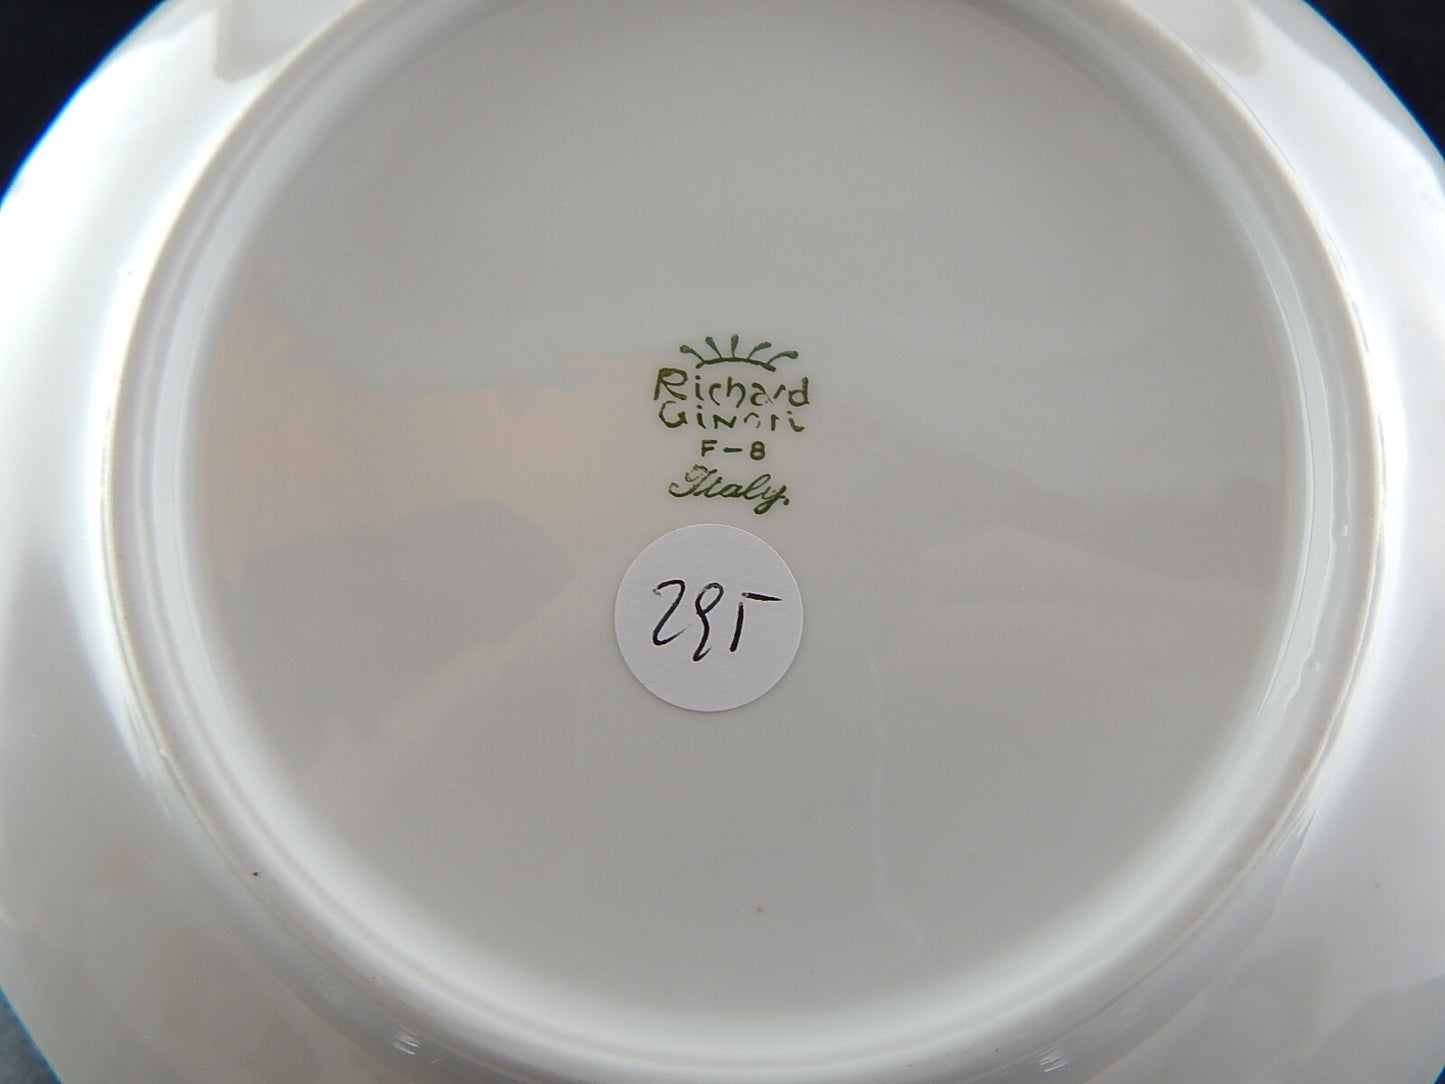 Richard
Ginori
F-8
Italy.
295